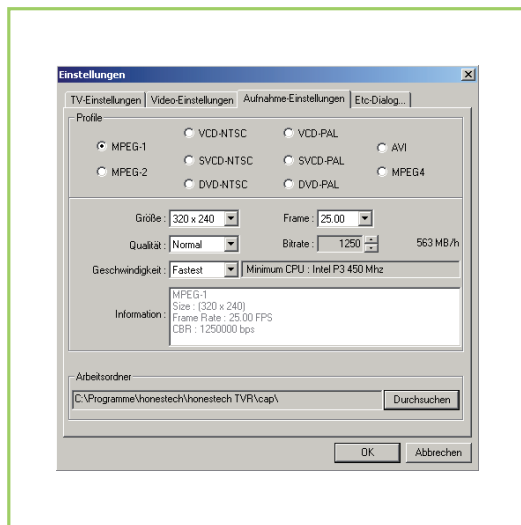 Einstellungen
TV-Einstellungen Video-Einstellungen Aufnahme-Einstellungen Etc-Dialog...
Profile
MPEG-1
MPEG-2
VCD-NTSC
SVCD-NTSC
DVD-NTSC
VCD-PAL
SVCD-PAL
DVD-PAL
AVI
MPEG4
Größe : 320 x 240 Frame : 25.00
Qualität : Normal Bitrate : 1250 563 MB/h
Geschwindigkeit : Fastest Minimum CPU : Intel P3 450 Mhz
Information :
MPEG-1
Size : (320 x 240)
Frame Rate : 25.00 FPS
CBR : 1250000 bps
Arbeitsordner
C:\Programme\honestech\honestech TVR\cap\ Durchsuchen
OK Abbrechen